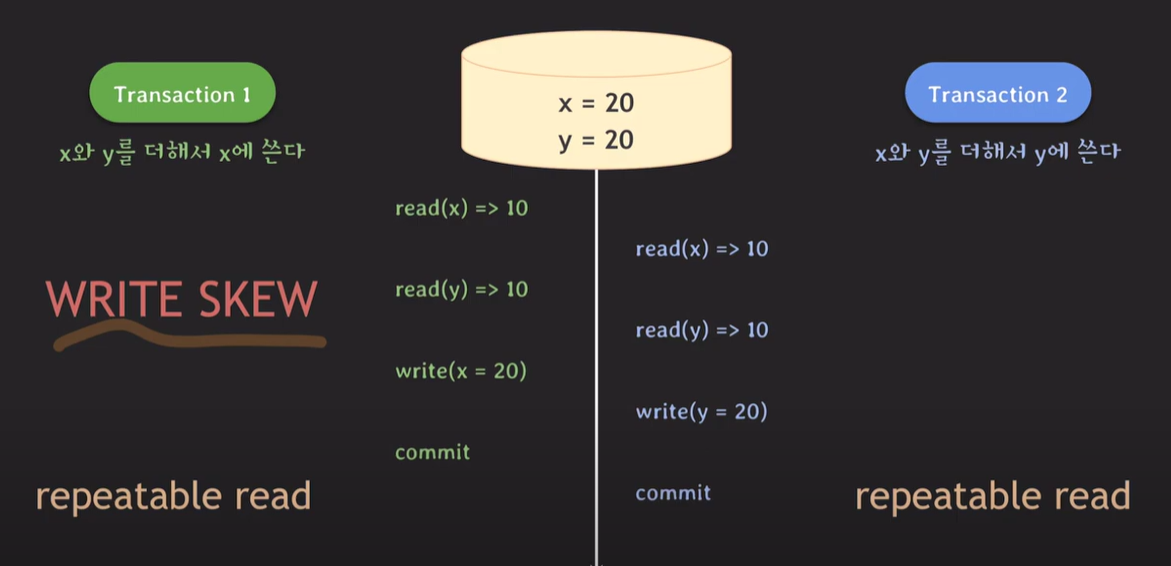 Transaction 1
x와 y를 더해서 x에 쓴다
x = 20
y = 20
Transaction 2
x와 y를 더해서 y에 쓴다
read(x) => 10
read(x) => 10
read(y) => 10
read(y) => 10
WRITE SKEW
write(x = 20)
write(y = 20)
commit
commit
repeatable read
repeatable read